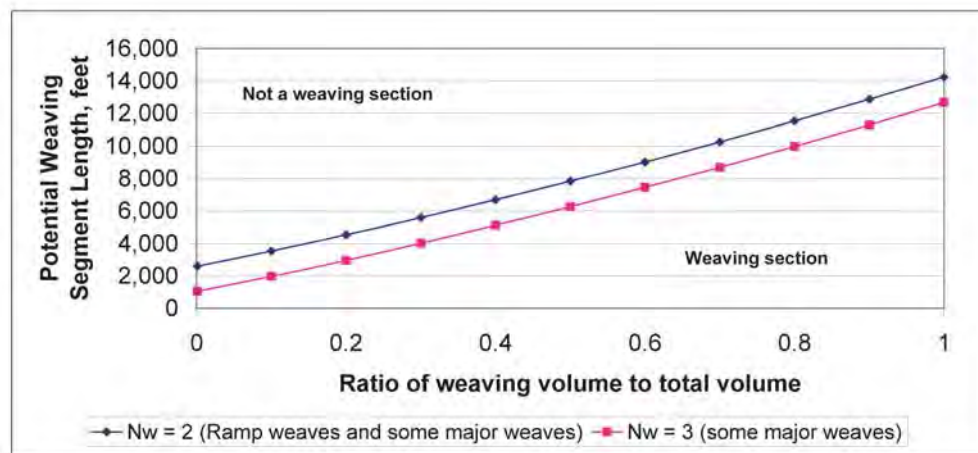 Potential Weaving
Segment Length, feet
16,000
14,000
12,000
10,000
8,000
6,000
4,000
2,000
0
Not a weaving section
Weaving section
0 0.2 0.4 0.6 0.8 1
Ratio of weaving volume to total volume
Nw = 2 (Ramp weaves and some major weaves) Nw = 3 (some major weaves)